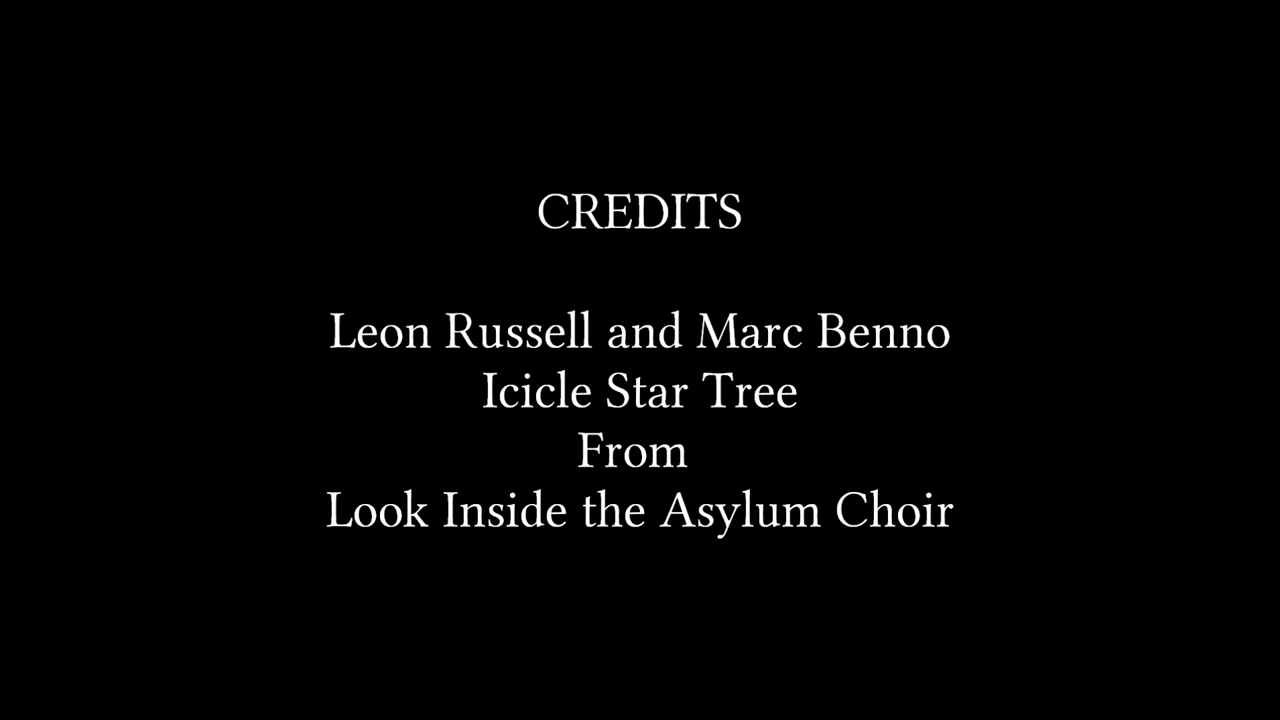 CREDITS
Leon Russell and Marc Benno
Icicle Star Tree
From
Look Inside the Asylum Choir